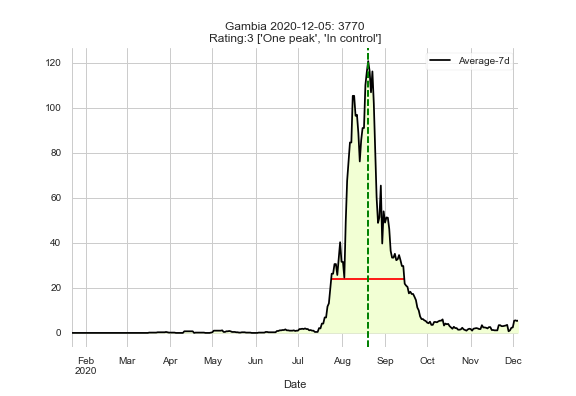 Gambia 2020-12-05: 3770
Rating:3 ['One peak', 'In control']
Average-7d
120
100
80
60
40
20
0
Feb Mar Apr May Jun Jul Aug Sep Oct Nov Dec
2020
Date